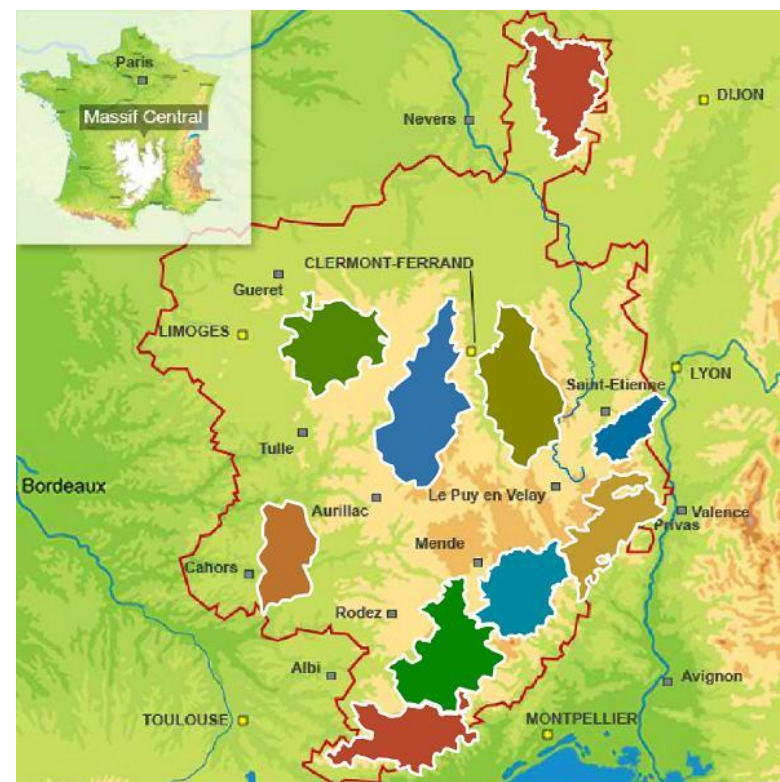 Paris
Massif Central
DIJON
Nevers
CLERMONT-FERRAND
Gueret
LIMOGES
LYON
Saint-Etienne
Tulle
Bordeaux
Le Puy en Velay
Aurillac
Valence
Privas
Mende
Cahors
Rodez
Albi
Avignon
TOULOUSE
MONTPELLIER